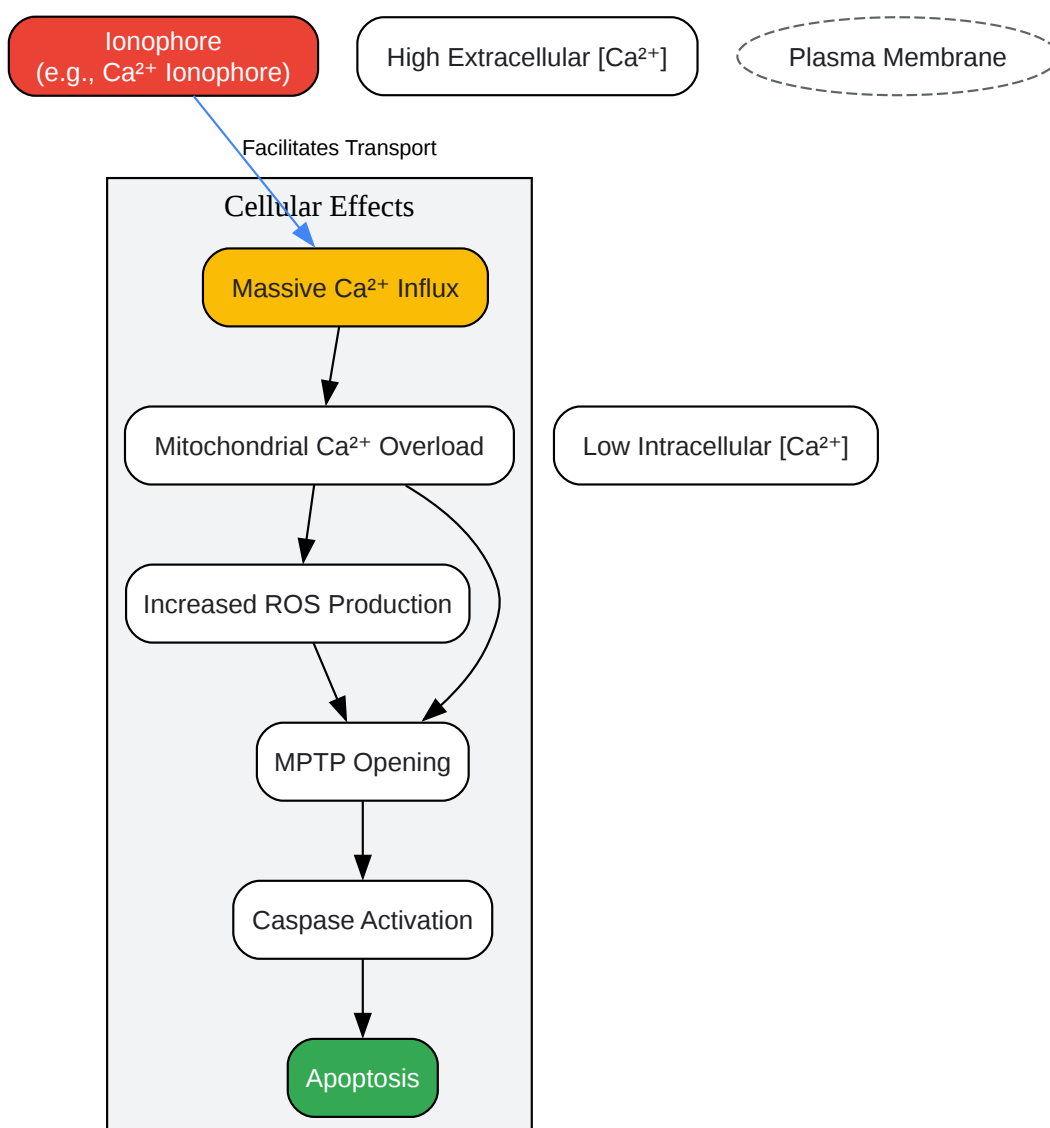 Ionophore
(e.g., Ca²⁺ Ionophore)
High Extracellular [Ca²⁺]
Plasma Membrane
Facilitates Transport
Cellular Effects
Massive Ca²⁺ Influx
Mitochondrial Ca²⁺ Overload
Low Intracellular [Ca²⁺]
Increased ROS Production
MPTP Opening
Caspase Activation
Apoptosis